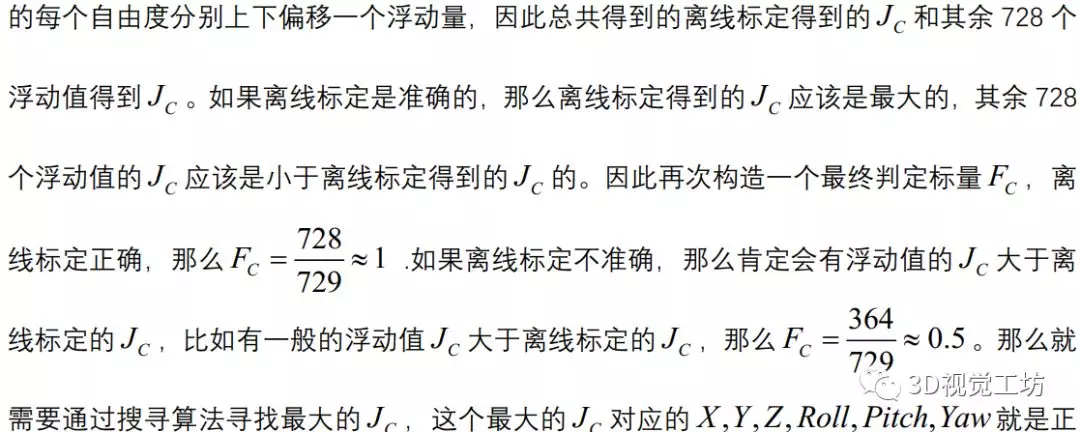 的每个自由度分别上下偏移一个浮动量，因此总共得到的离线标定得到的 J_C 和其余 728 个
浮动值得到 J_C 。如果离线标定是准确的，那么离线标定得到的 J_C 应该是最大的，其余 728
个浮动值的 J_C 应该是小于离线标定得到的 J_C 的。因此再次构造一个最终判定标量 F_C ，离
线标定正确，那么 F_C = 728/729 ≈ 1 .如果离线标定不准确，那么肯定会有浮动值的 J_C 大于离
线标定的 J_C ，比如有一般的浮动值 J_C 大于离线标定的 J_C ，那么 F_C = 364/729 ≈ 0.5 。那么就
需要通过搜寻算法寻找最大的 J_C ，这个最大的 J_C 对应的 X,Y,Z,Roll,Pitch,Yaw 就是正
3D视觉工坊